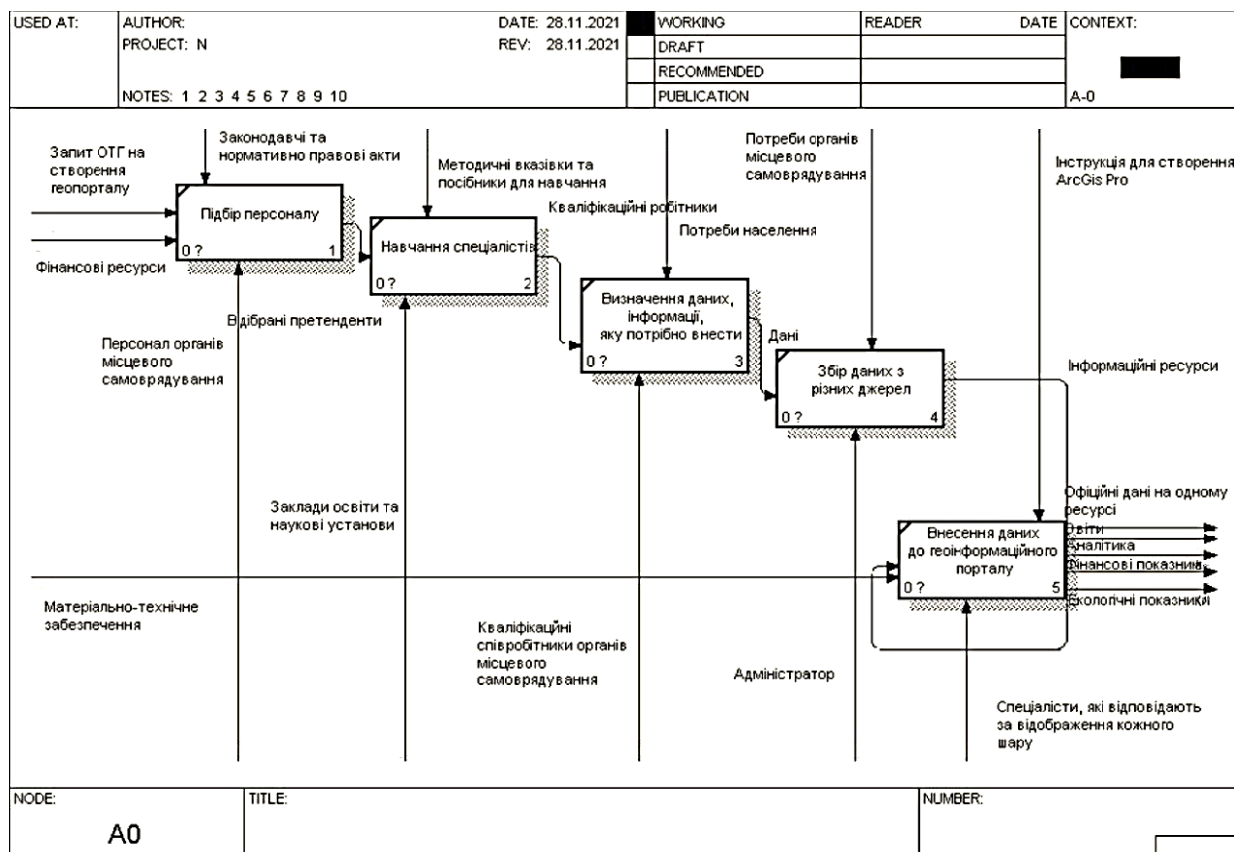 USED AT:
AUTHOR:
DATE: 28.11.2021
WORKING
READER
DATE
CONTEXT:
PROJECT: N
REV: 28.11.2021
DRAFT
RECOMMENDED
NOTES: 1 2 3 4 5 6 7 8 9 10
PUBLICATION
A-0
Запит ОТГ на
створення
геопорталу
Законодавчі та
нормативно правові акти
Методичні вказівки та
посібники для навчання
Потреби органів
місцевого
самоврядування
Інструкція для створення
ArcGis Pro
Підбір персоналу
0 ?
1
Кваліфікаційні робітники
Потреби населення
Фінансові ресурси
Навчання спеціалістів
0 ?
2
Відібрані претенденти
Визначення даних,
інформації,
яку потрібно внести
0 ?
3
Дані
Персонал органів
місцевого
самоврядування
Збір даних з
різних джерел
0 ?
4
Інформаційні ресурси
Заклади освіти та
наукові установи
Офіційні дані на одному
ресурсі
Освіти
Аналітика
Фінансові показник
Екологічні показники
Внесення даних
до геоінформаційного
порталу
0 ?
5
Матеріально-технічне
забезпечення
Кваліфікаційні
співробітники органів
місцевого
самоврядування
Адміністратор
Спеціалісти, які відповідають
за відображення кожного
шару
NODE:
TITLE:
NUMBER:
A0